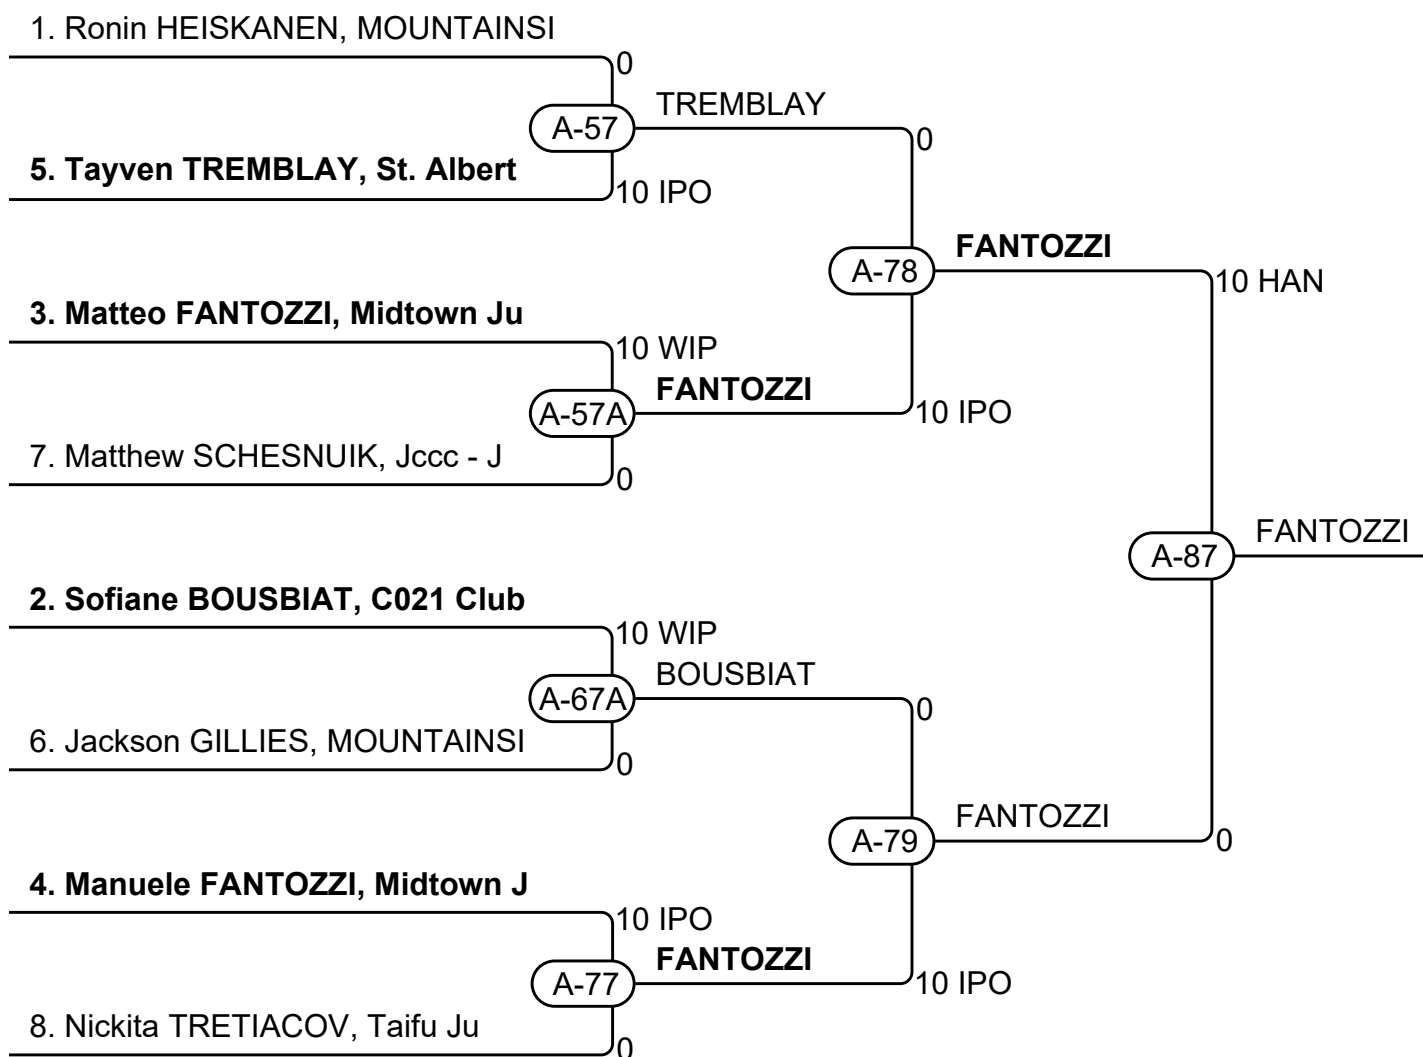 1. Ronin HEISKANEN, MOUNTAINSI
0
A-57
TREMBLAY
0
5. Tayven TREMBLAY, St. Albert
10 IPO
A-78
FANTOZZI
10 HAN
3. Matteo FANTOZZI, Midtown Ju
10 WIP
A-57A
FANTOZZI
10 IPO
7. Matthew SCHESNUIK, Jccc - J
0
A-87
FANTOZZI
2. Sofiane BOUSBIAT, C021 Club
10 WIP
A-67A
BOUSBIAT
0
6. Jackson GILLIES, MOUNTAINSI
0
A-79
FANTOZZI
0
4. Manuele FANTOZZI, Midtown J
10 IPO
A-77
FANTOZZI
10 IPO
8. Nickita TRETIACOV, Taifu Ju
0